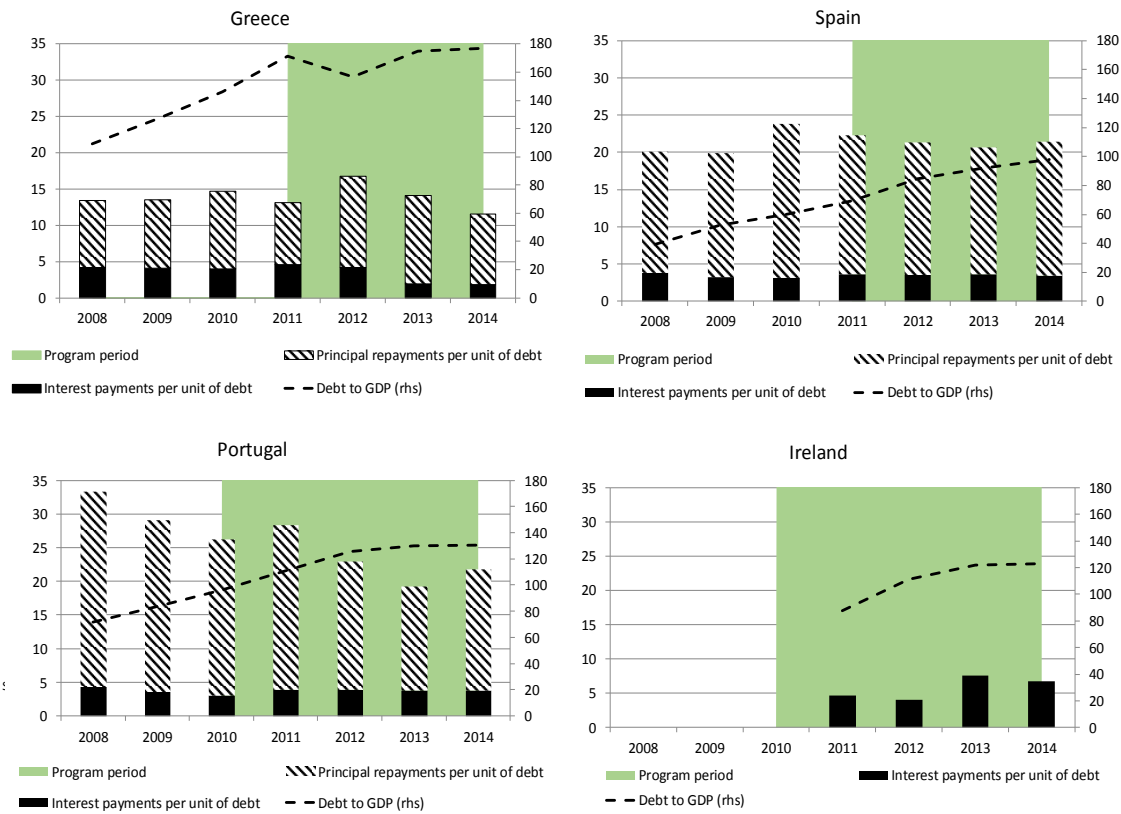 Greece
35 180
30 160
25 140
20 120
15 100
10 80
5 60
0 40
20
0
2008 2009 2010 2011 2012 2013 2014
Program period Principal repayments per unit of debt
Interest payments per unit of debt Debt to GDP (rhs)
Spain
35 180
30 160
25 140
20 120
15 100
10 80
5 60
0 40
20
0
2008 2009 2010 2011 2012 2013 2014
Program period Principal repayments per unit of debt
Interest payments per unit of debt Debt to GDP (rhs)
Portugal
35 180
30 160
25 140
20 120
15 100
10 80
5 60
0 40
20
0
2008 2009 2010 2011 2012 2013 2014
Program period Principal repayments per unit of debt
Interest payments per unit of debt Debt to GDP (rhs)
Ireland
35 180
30 160
25 140
20 120
15 100
10 80
5 60
0 40
20
0
2008 2009 2010 2011 2012 2013 2014
Program period Interest payments per unit of debt
Debt to GDP (rhs)